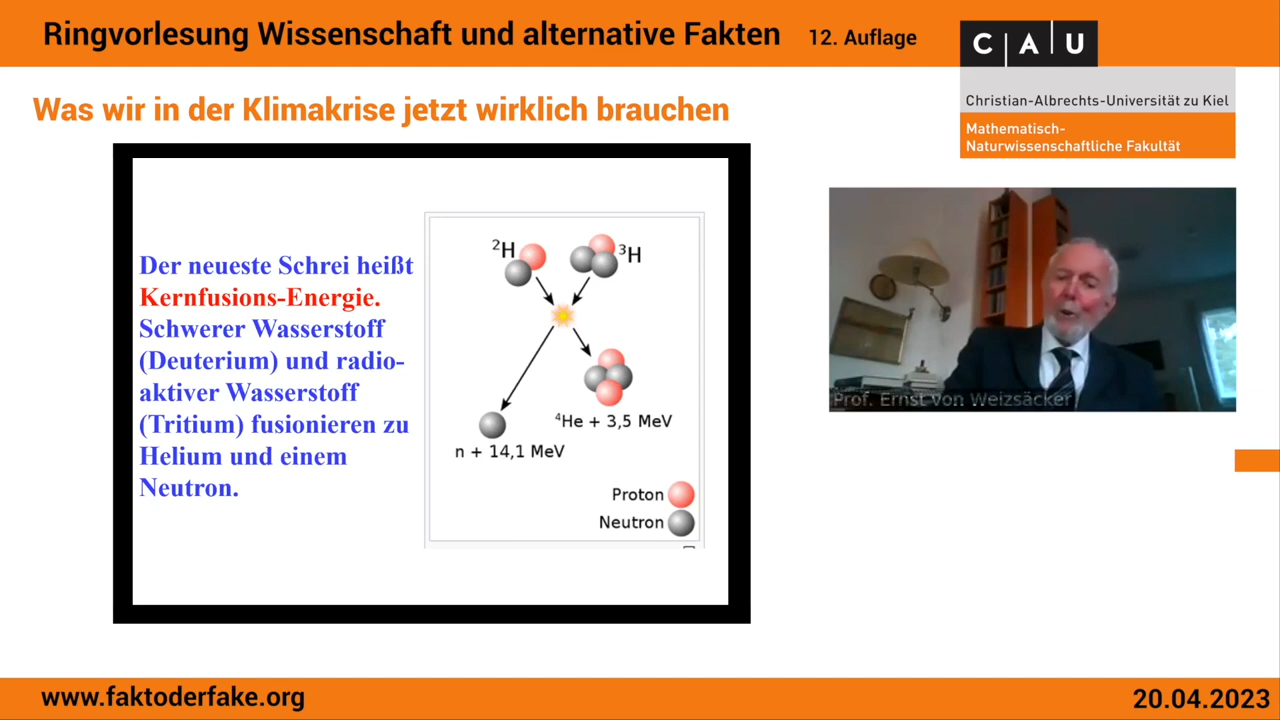 Ringvorlesung Wissenschaft und alternative Fakten 12. Auflage
CAU
Christian-Albrechts-Universität zu Kiel
Mathematisch-
Naturwissenschaftliche Fakultät
Was wir in der Klimakrise jetzt wirklich brauchen
Der neueste Schrei heißt
Kernfusions-Energie.
Schwerer Wasserstoff
(Deuterium) und radio-
aktiver Wasserstoff
(Tritium) fusionieren zu
Helium und einem
Neutron.
²H
³H
⁴He + 3,5 MeV
n + 14,1 MeV
Proton
Neutron
Prof. Ernst von Weizsäcker
www.faktoderfake.org
20.04.2023